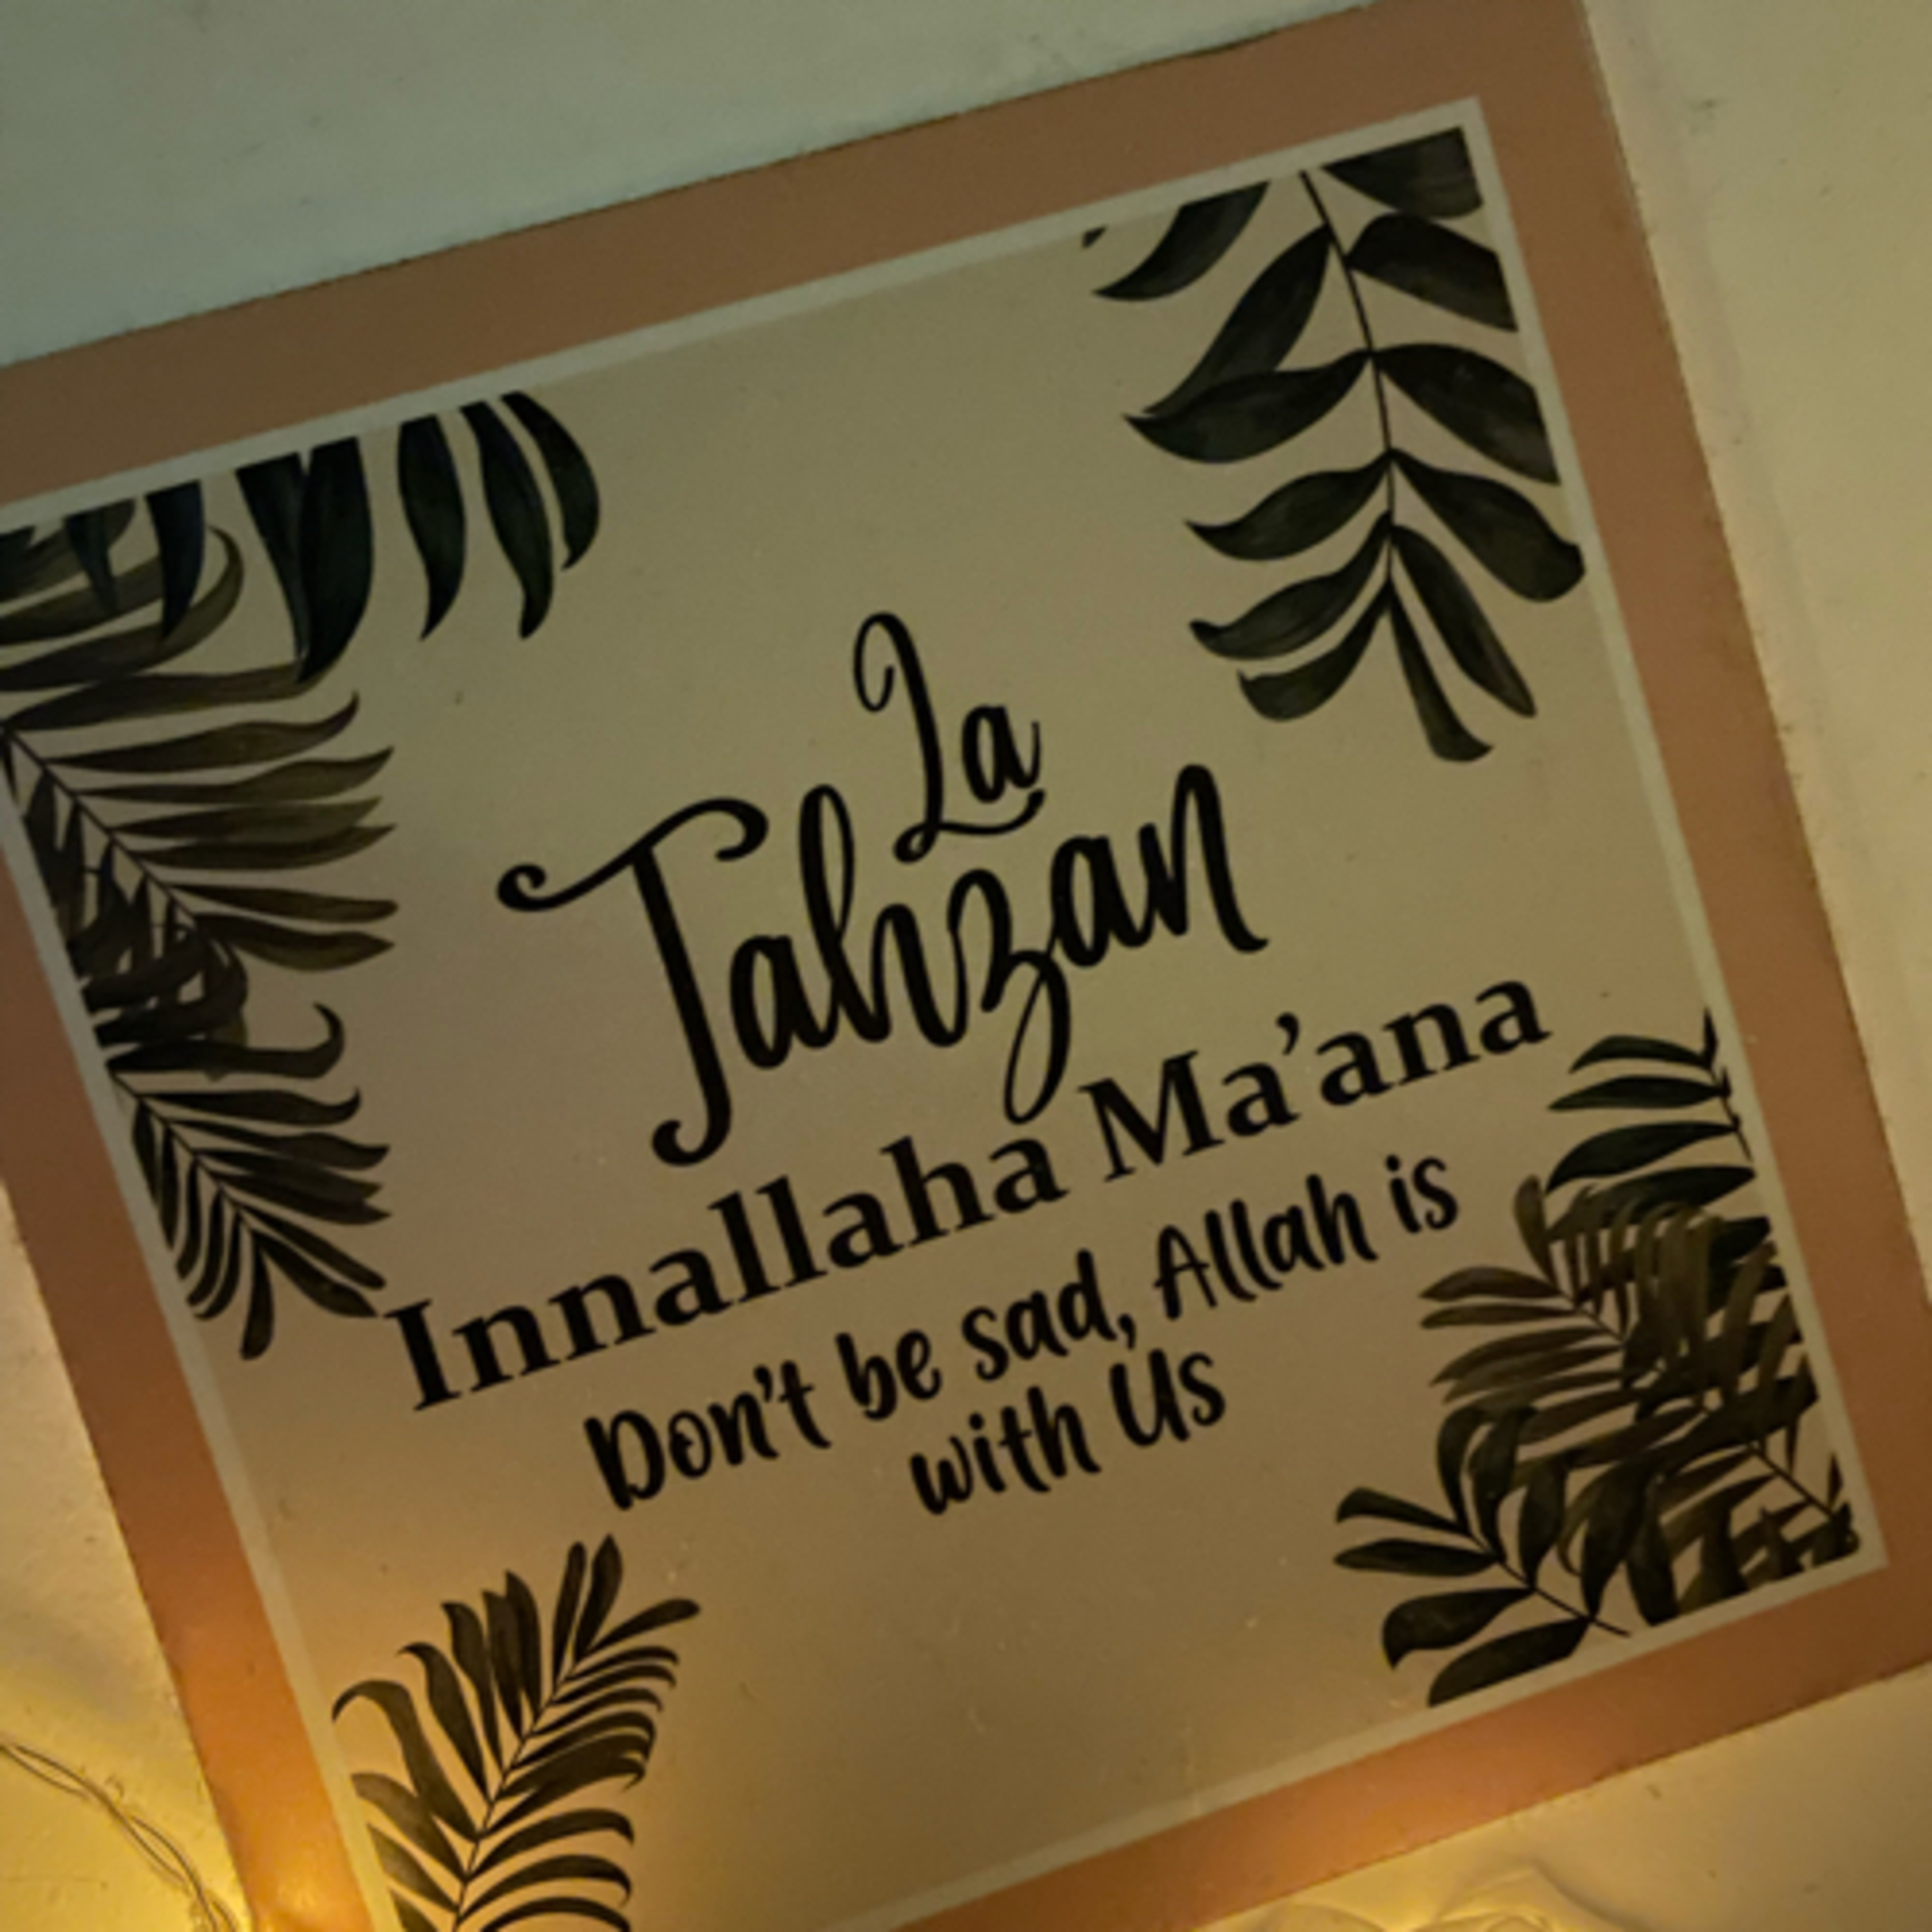 La
Tahzan
Innallaha Ma'ana
Don't be sad, Allah is
with Us